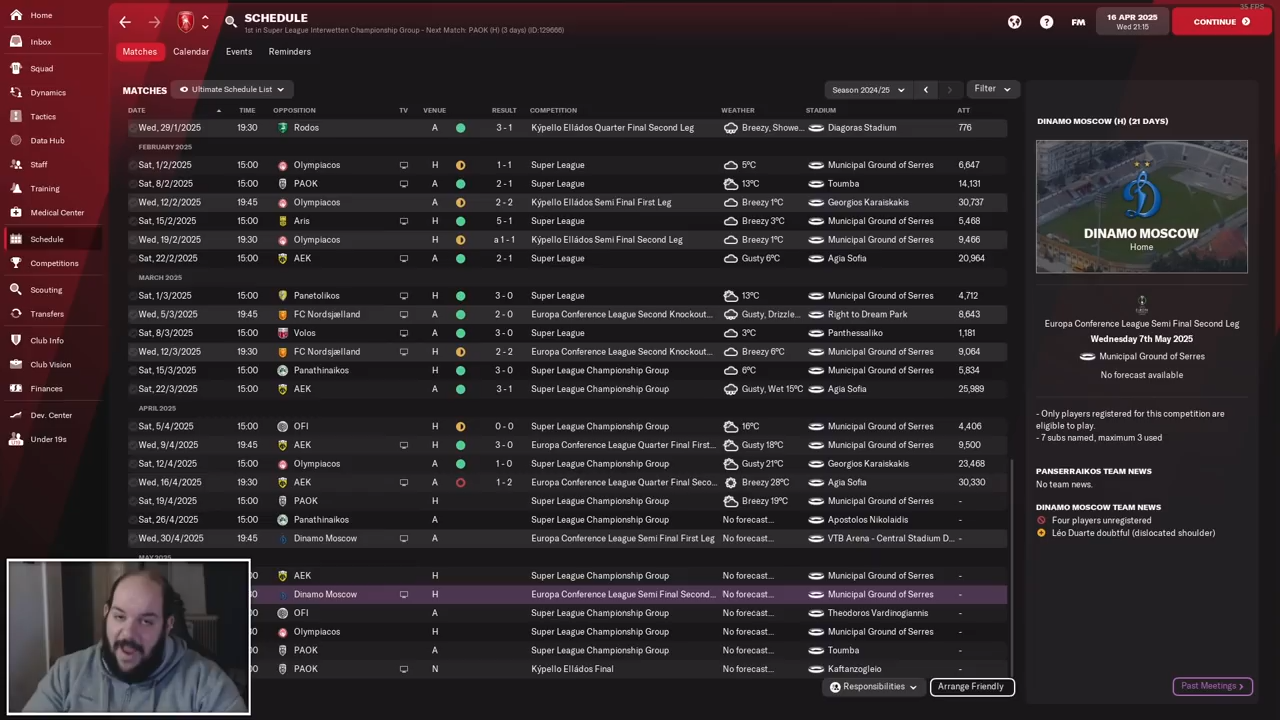 35 FPS
Home
SCHEDULE
1st in Super League Interwetten Championship Group - Next Match: PAOK (H) (3 days) (ID:129666)
FM
16 APR 2025
Wed 21:15
CONTINUE
Inbox
Squad
Dynamics
Tactics
Data Hub
Staff
Training
Medical Center
Schedule
Competitions
Scouting
Transfers
Club Info
Club Vision
Finances
Dev. Center
Under 19s
Matches Calendar Events Reminders
MATCHES Ultimate Schedule List Season 2024/25 Filter
DATE TIME OPPOSITION TV VENUE RESULT COMPETITION WEATHER STADIUM ATT
Wed, 29/1/2025 19:30 Rodos A 3 - 1 Kýpello Elládos Quarter Final Second Leg Breezy, Showe... Diagoras Stadium 776
FEBRUARY 2025
Sat, 1/2/2025 15:00 Olympiacos H 1 - 1 Super League 5ºC Municipal Ground of Serres 6,647
Sat, 8/2/2025 15:00 PAOK A 2 - 1 Super League 13ºC Toumba 14,131
Wed, 12/2/2025 19:45 Olympiacos A 2 - 2 Kýpello Elládos Semi Final First Leg Breezy 1ºC Georgios Karaiskakis 30,737
Sat, 15/2/2025 15:00 Aris H 5 - 1 Super League Breezy 3ºC Municipal Ground of Serres 5,468
Wed, 19/2/2025 19:30 Olympiacos H a 1 - 1 Kýpello Elládos Semi Final Second Leg Breezy 1ºC Municipal Ground of Serres 9,466
Sat, 22/2/2025 15:00 AEK A 2 - 1 Super League Gusty 6ºC Agia Sofia 20,964
MARCH 2025
Sat, 1/3/2025 15:00 Panetolikos H 3 - 0 Super League 13ºC Municipal Ground of Serres 4,712
Wed, 5/3/2025 19:45 FC Nordsjælland A 2 - 0 Europa Conference League Second Knockout... Gusty, Drizzle... Right to Dream Park 8,643
Sat, 8/3/2025 15:00 Volos A 3 - 0 Super League 3ºC Panthessaliko 1,181
Wed, 12/3/2025 19:30 FC Nordsjælland H 2 - 2 Europa Conference League Second Knockout... Breezy 6ºC Municipal Ground of Serres 9,064
Sat, 15/3/2025 15:00 Panathinaikos H 3 - 0 Super League Championship Group 6ºC Municipal Ground of Serres 5,834
Sat, 22/3/2025 15:00 AEK A 3 - 1 Super League Championship Group Gusty, Wet 15ºC Agia Sofia 25,989
APRIL 2025
Sat, 5/4/2025 15:00 OFI H 0 - 0 Super League Championship Group 16ºC Municipal Ground of Serres 4,406
Wed, 9/4/2025 19:45 AEK H 3 - 0 Europa Conference League Quarter Final First... Gusty 18ºC Municipal Ground of Serres 9,500
Sat, 12/4/2025 15:00 Olympiacos A 1 - 0 Super League Championship Group Gusty 21ºC Georgios Karaiskakis 23,468
Wed, 16/4/2025 19:30 AEK A 1 - 2 Europa Conference League Quarter Final Seco... Breezy 28ºC Agia Sofia 30,330
Sat, 19/4/2025 15:00 PAOK H Super League Championship Group Breezy 19ºC Municipal Ground of Serres -
Sat, 26/4/2025 15:00 Panathinaikos A Super League Championship Group No forecast... Apostolos Nikolaidis -
Wed, 30/4/2025 19:45 Dinamo Moscow A Europa Conference League Semi Final First Leg No forecast... VTB Arena - Central Stadium D... -
MAY 2025
AEK H Super League Championship Group No forecast... Municipal Ground of Serres -
Dinamo Moscow H Europa Conference League Semi Final Second... No forecast... Municipal Ground of Serres -
OFI A Super League Championship Group No forecast... Theodoros Vardinogiannis -
Olympiacos H Super League Championship Group No forecast... Municipal Ground of Serres -
PAOK A Super League Championship Group No forecast... Toumba -
PAOK N Kýpello Elládos Final No forecast... Kaftanzogleio -
Responsibilities Arrange Friendly
DINAMO MOSCOW (H) (21 DAYS)
DINAMO MOSCOW
Home
Europa Conference League Semi Final Second Leg
Wednesday 7th May 2025
Municipal Ground of Serres
No forecast available
- Only players registered for this competition are
eligible to play.
- 7 subs named, maximum 3 used
PANSERRAIKOS TEAM NEWS
No team news.
DINAMO MOSCOW TEAM NEWS
Four players unregistered
Léo Duarte doubtful (dislocated shoulder)
Past Meetings